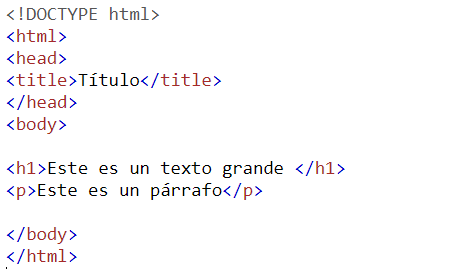 <!DOCTYPE html>
<html>
<head>
<title>Título</title>
</head>
<body>
<h1>Este es un texto grande </h1>
<p>Este es un párrafo</p>
</body>
</html>